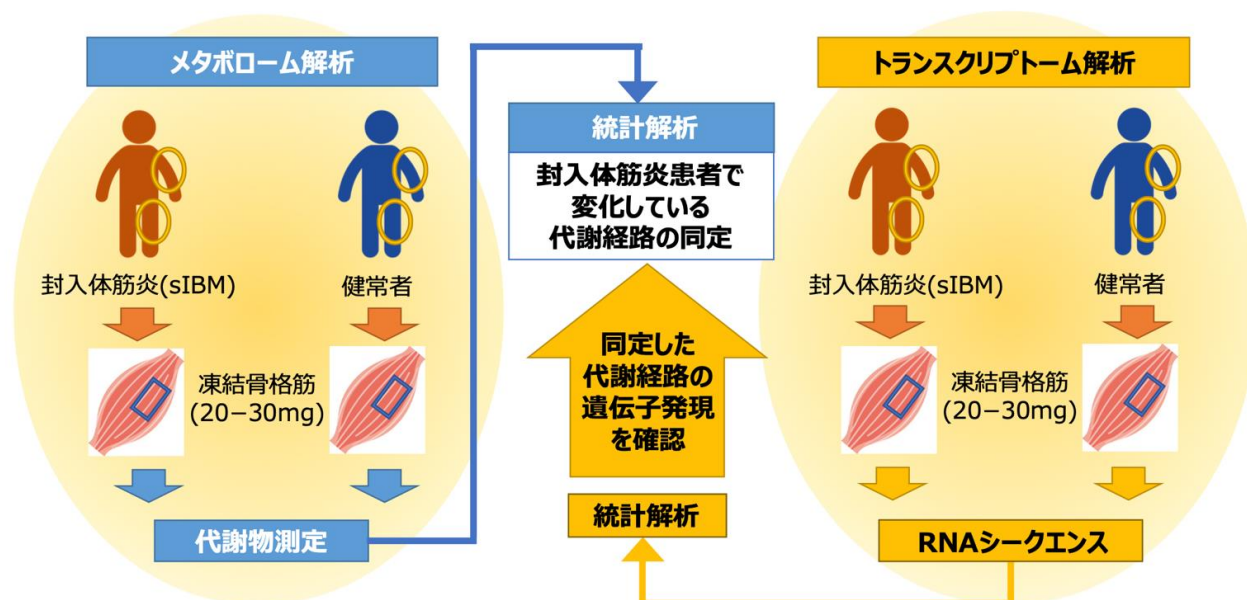 メタボローム解析
封入体筋炎(sIBM)
健常者
凍結骨格筋
(20−30mg)
代謝物測定
統計解析
封入体筋炎患者で
変化している
代謝経路の同定
同定した
代謝経路の
遺伝子発現
を確認
統計解析
トランスクリプトーム解析
封入体筋炎(sIBM)
健常者
凍結骨格筋
(20−30mg)
RNAシークエンス